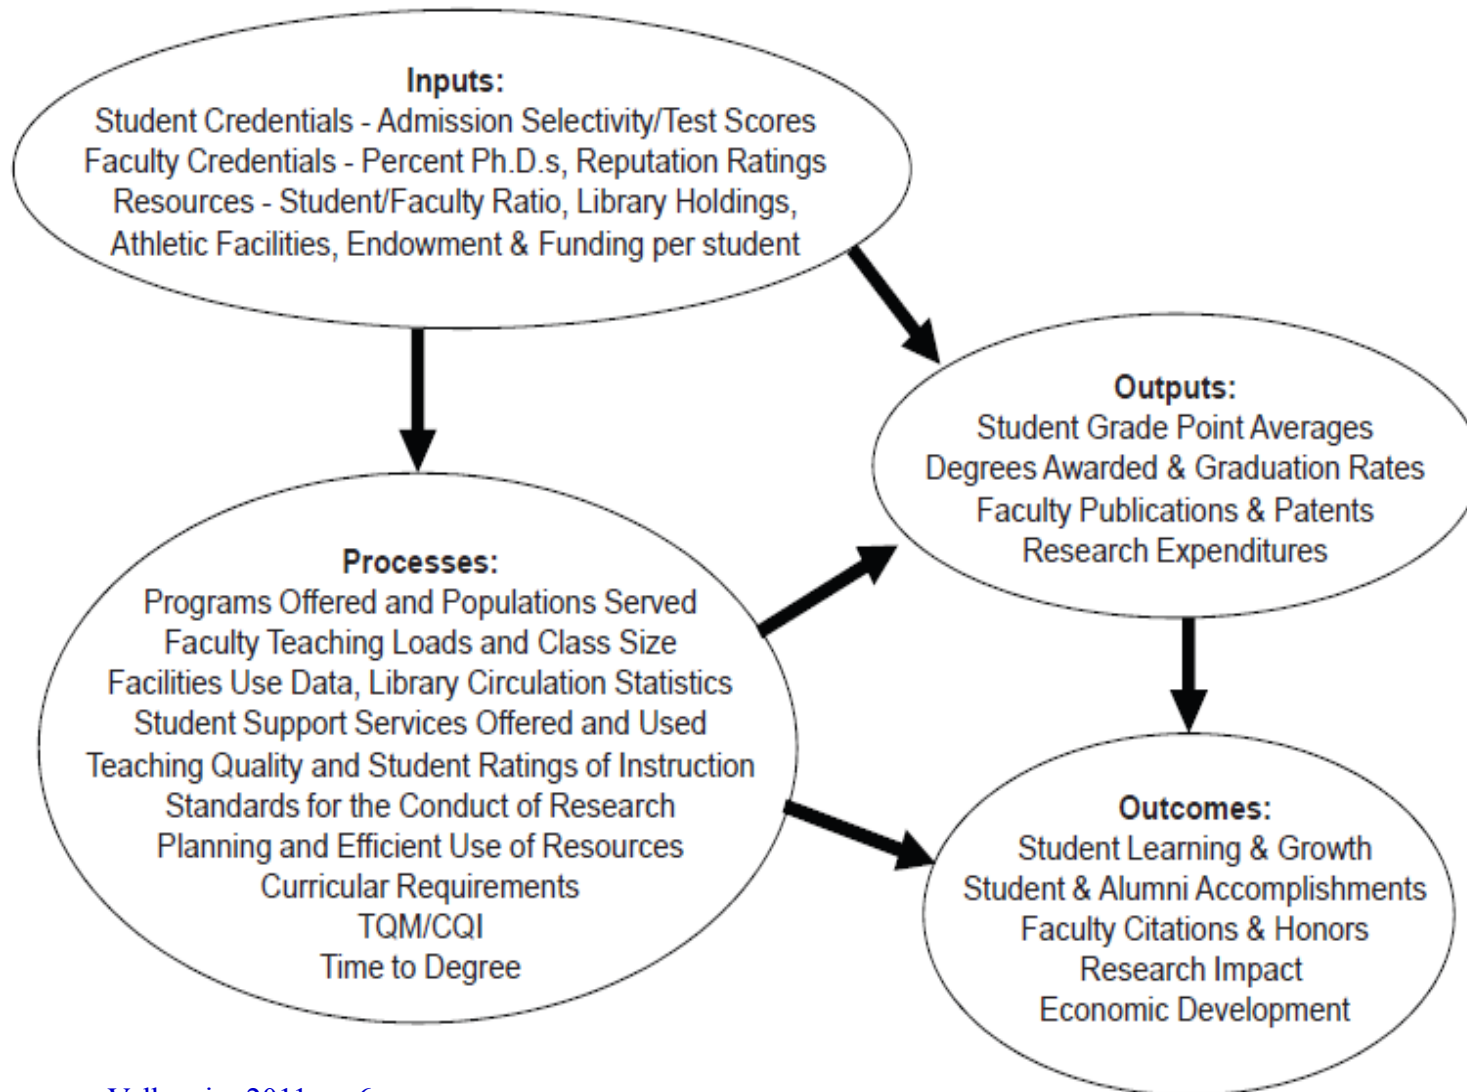 Inputs:
Student Credentials - Admission Selectivity/Test Scores
Faculty Credentials - Percent Ph.D.s, Reputation Ratings
Resources - Student/Faculty Ratio, Library Holdings,
Athletic Facilities, Endowment & Funding per student
Outputs:
Student Grade Point Averages
Degrees Awarded & Graduation Rates
Faculty Publications & Patents
Research Expenditures
Processes:
Programs Offered and Populations Served
Faculty Teaching Loads and Class Size
Facilities Use Data, Library Circulation Statistics
Student Support Services Offered and Used
Teaching Quality and Student Ratings of Instruction
Standards for the Conduct of Research
Planning and Efficient Use of Resources
Curricular Requirements
TQM/CQI
Time to Degree
Outcomes:
Student Learning & Growth
Student & Alumni Accomplishments
Faculty Citations & Honors
Research Impact
Economic Development
2011